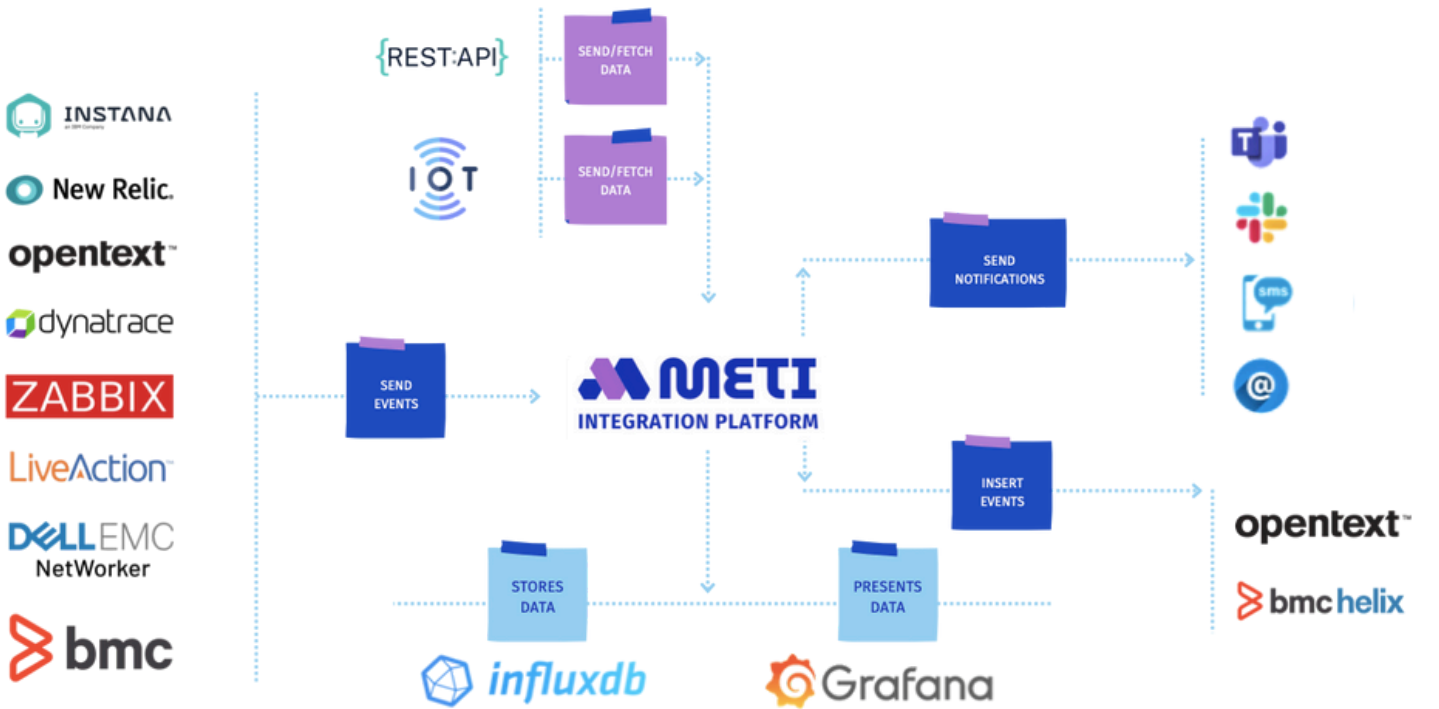 {REST:API}
SEND/FETCH
DATA
IOT
SEND/FETCH
DATA
INSTANA
an IBM Company
New Relic.
opentext™
dynatrace
ZABBIX
LiveAction™
DELLEMC
NetWorker
bmc
SEND
EVENTS
METI
INTEGRATION PLATFORM
SEND
NOTIFICATIONS
T
sms
@
INSERT
EVENTS
opentext™
bmc helix
STORES
DATA
influxdb
PRESENTS
DATA
Grafana